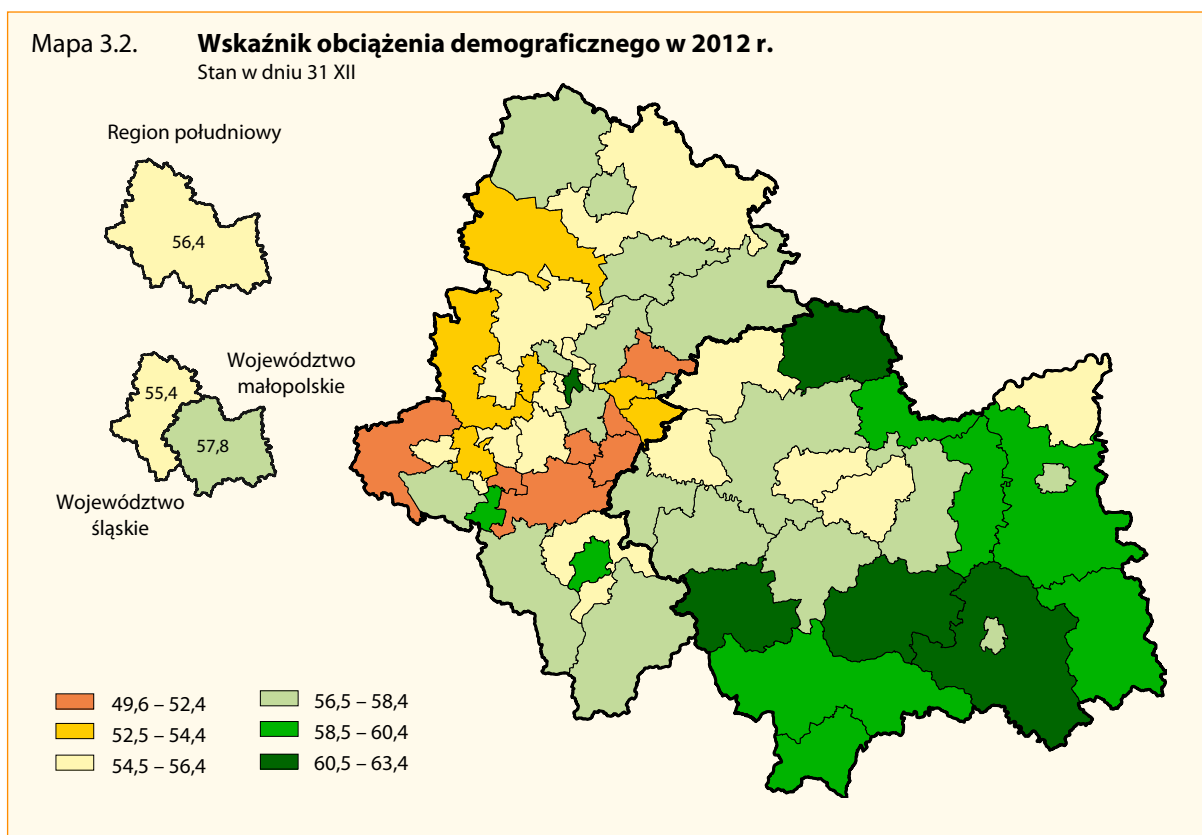 Mapa 3.2. Wskaźnik obciążenia demograficznego w 2012 r.
Stan w dniu 31 XII
Region południowy
56,4
Województwo
małopolskie
55,4
57,8
Województwo
śląskie
49,6 – 52,4
52,5 – 54,4
54,5 – 56,4
56,5 – 58,4
58,5 – 60,4
60,5 – 63,4